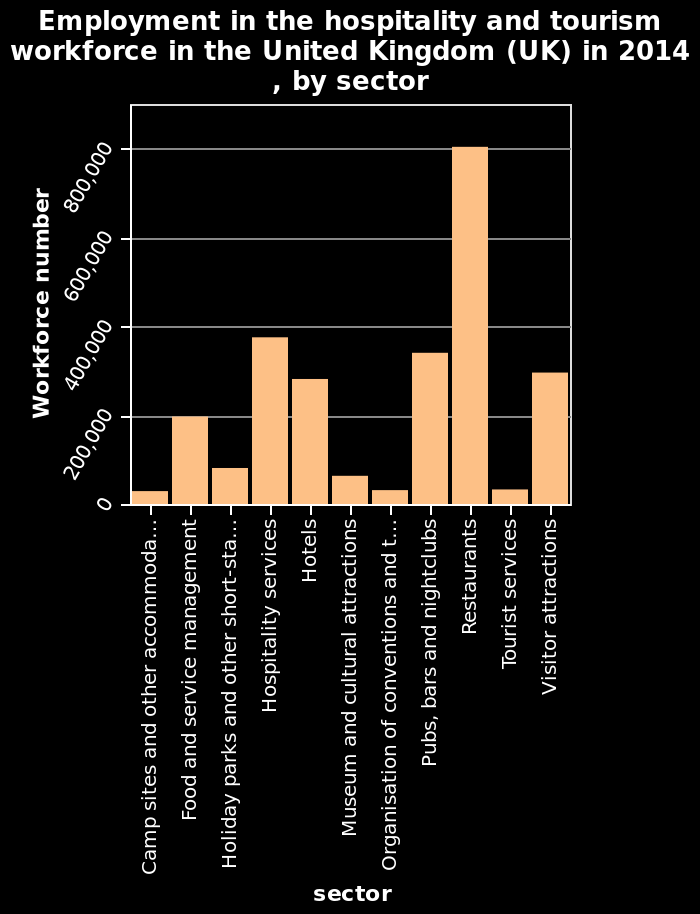 Employment in the hospitality and tourism
workforce in the United Kingdom (UK) in 2014
, by sector
Workforce number
800,000
600,000
400,000
200,000
0
Camp sites and other accommoda...
Food and service management
Holiday parks and other short-sta...
Hospitality services
Hotels
Museum and cultural attractions
Organisation of conventions and t...
Pubs, bars and nightclubs
Restaurants
Tourist services
Visitor attractions
sector